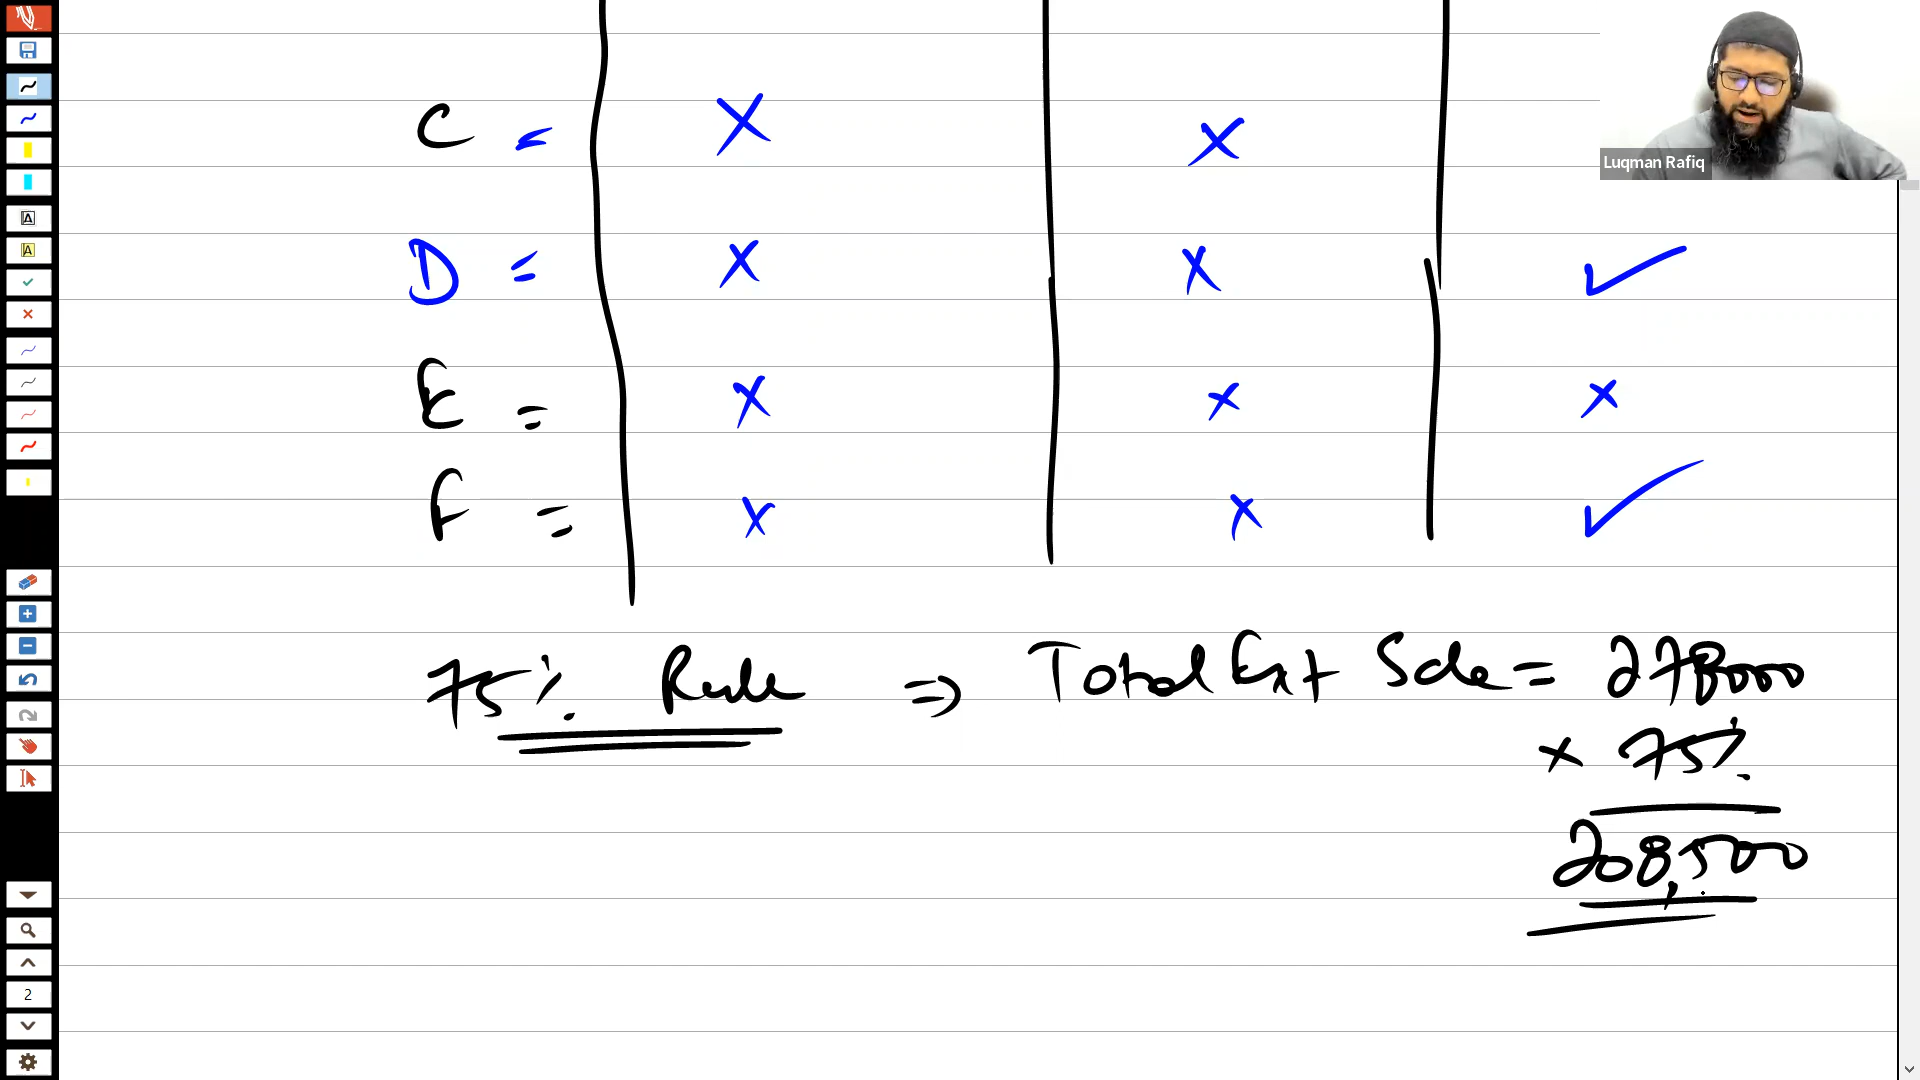 Luqman Rafiq
C = X X
D = X X ✓
E = X X X
F = X X ✓
75% Rule ⇒ Total Ext Sale = 278000
x 75%
208,500
2